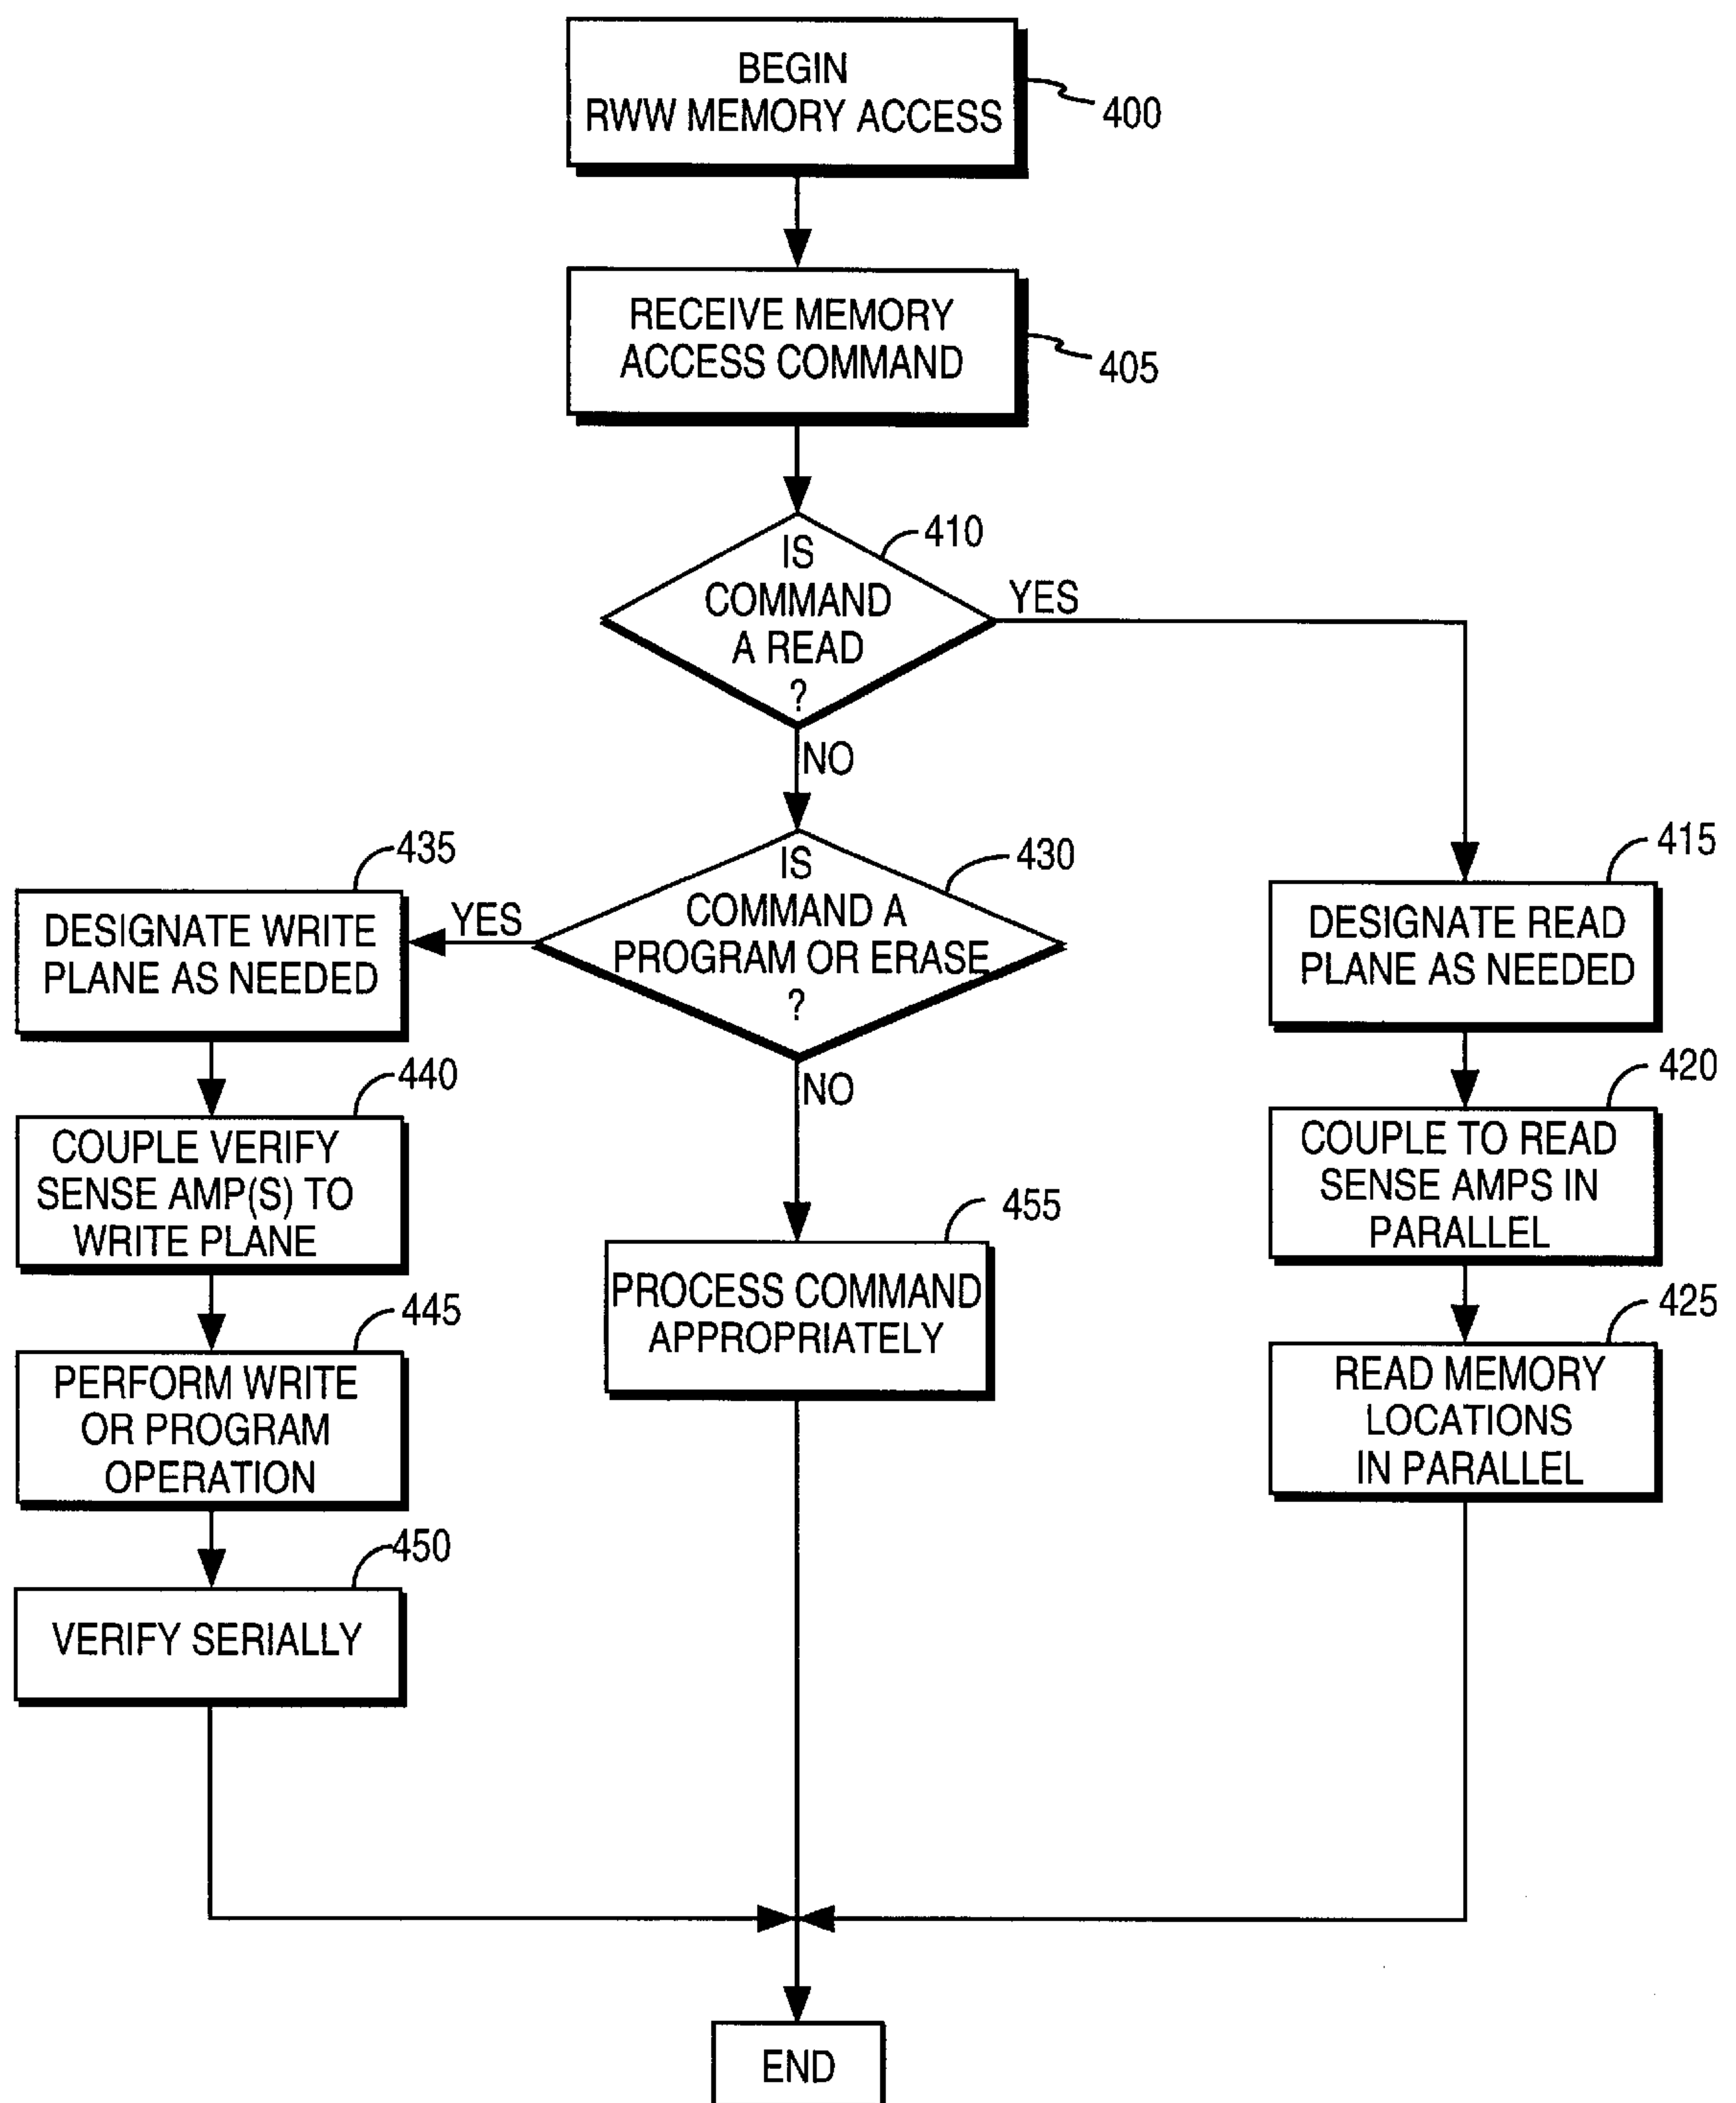 BEGIN
RWW MEMORY ACCESS
400
RECEIVE MEMORY
ACCESS COMMAND
405
410
IS
COMMAND
A READ
?
YES
NO
435
DESIGNATE WRITE
PLANE AS NEEDED
YES
430
IS
COMMAND A
PROGRAM OR ERASE
?
NO
415
DESIGNATE READ
PLANE AS NEEDED
440
COUPLE VERIFY
SENSE AMP(S) TO
WRITE PLANE
420
COUPLE TO READ
SENSE AMPS IN
PARALLEL
455
PROCESS COMMAND
APPROPRIATELY
445
PERFORM WRITE
OR PROGRAM
OPERATION
425
READ MEMORY
LOCATIONS
IN PARALLEL
450
VERIFY SERIALLY
END